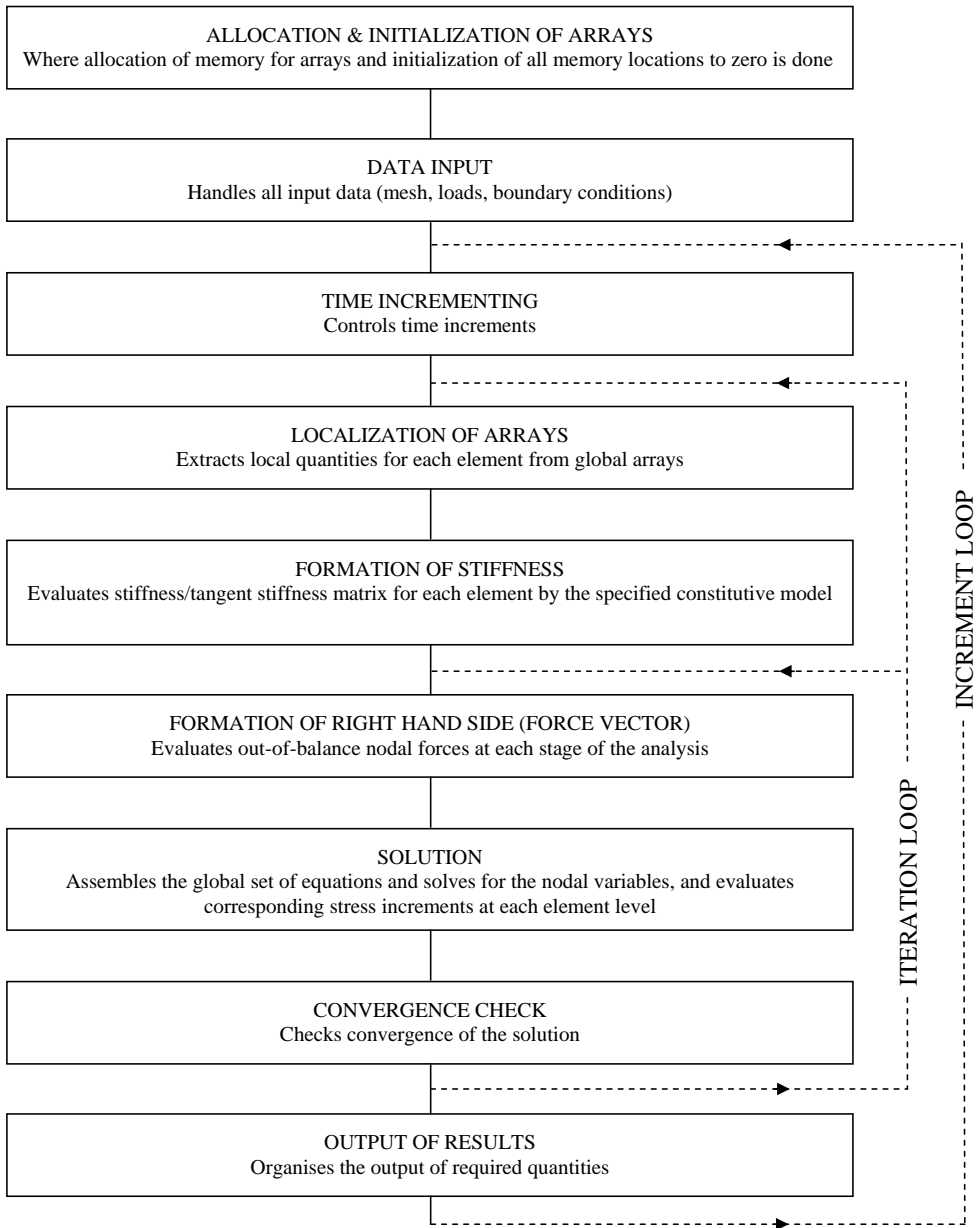 ALLOCATION & INITIALIZATION OF ARRAYS
Where allocation of memory for arrays and initialization of all memory locations to zero is done
DATA INPUT
Handles all input data (mesh, loads, boundary conditions)
TIME INCREMENTING
Controls time increments
LOCALIZATION OF ARRAYS
Extracts local quantities for each element from global arrays
FORMATION OF STIFFNESS
Evaluates stiffness/tangent stiffness matrix for each element by the specified constitutive model
FORMATION OF RIGHT HAND SIDE (FORCE VECTOR)
Evaluates out-of-balance nodal forces at each stage of the analysis
SOLUTION
Assembles the global set of equations and solves for the nodal variables, and evaluates
corresponding stress increments at each element level
CONVERGENCE CHECK
Checks convergence of the solution
OUTPUT OF RESULTS
Organises the output of required quantities
ITERATION LOOP
INCREMENT LOOP